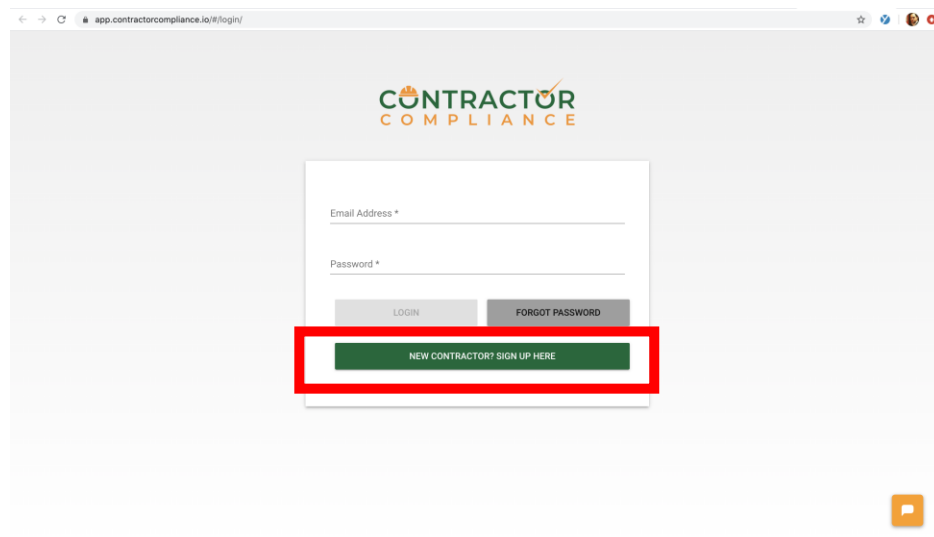 app.contractorcompliance.io/#/login/
CONTRACTOR
COMPLIANCE
Email Address *
Password *
LOGIN FORGOT PASSWORD
NEW CONTRACTOR? SIGN UP HERE